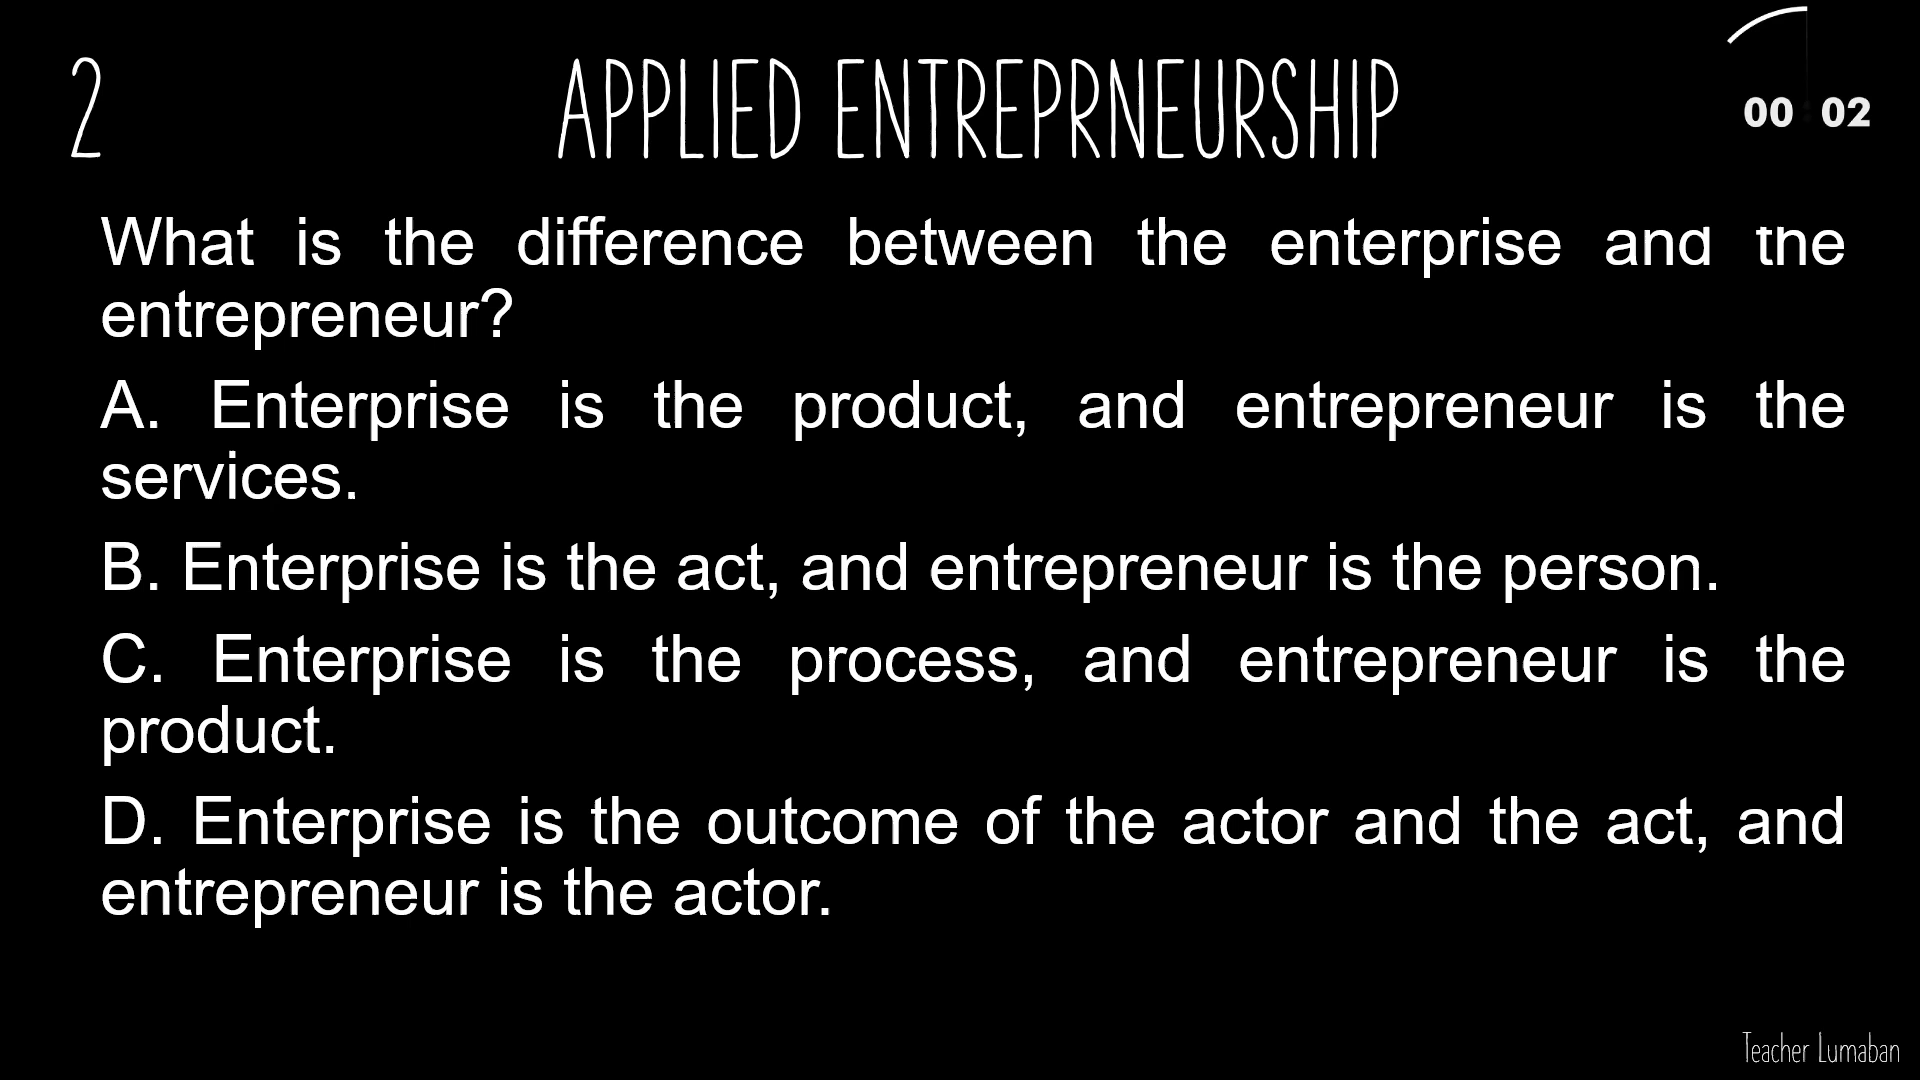 2
APPLIED ENTREPRNEURSHIP
00 02
What is the difference between the enterprise and the
entrepreneur?
A. Enterprise is the product, and entrepreneur is the
services.
B. Enterprise is the act, and entrepreneur is the person.
C. Enterprise is the process, and entrepreneur is the
product.
D. Enterprise is the outcome of the actor and the act, and
entrepreneur is the actor.
Teacher Lumaban